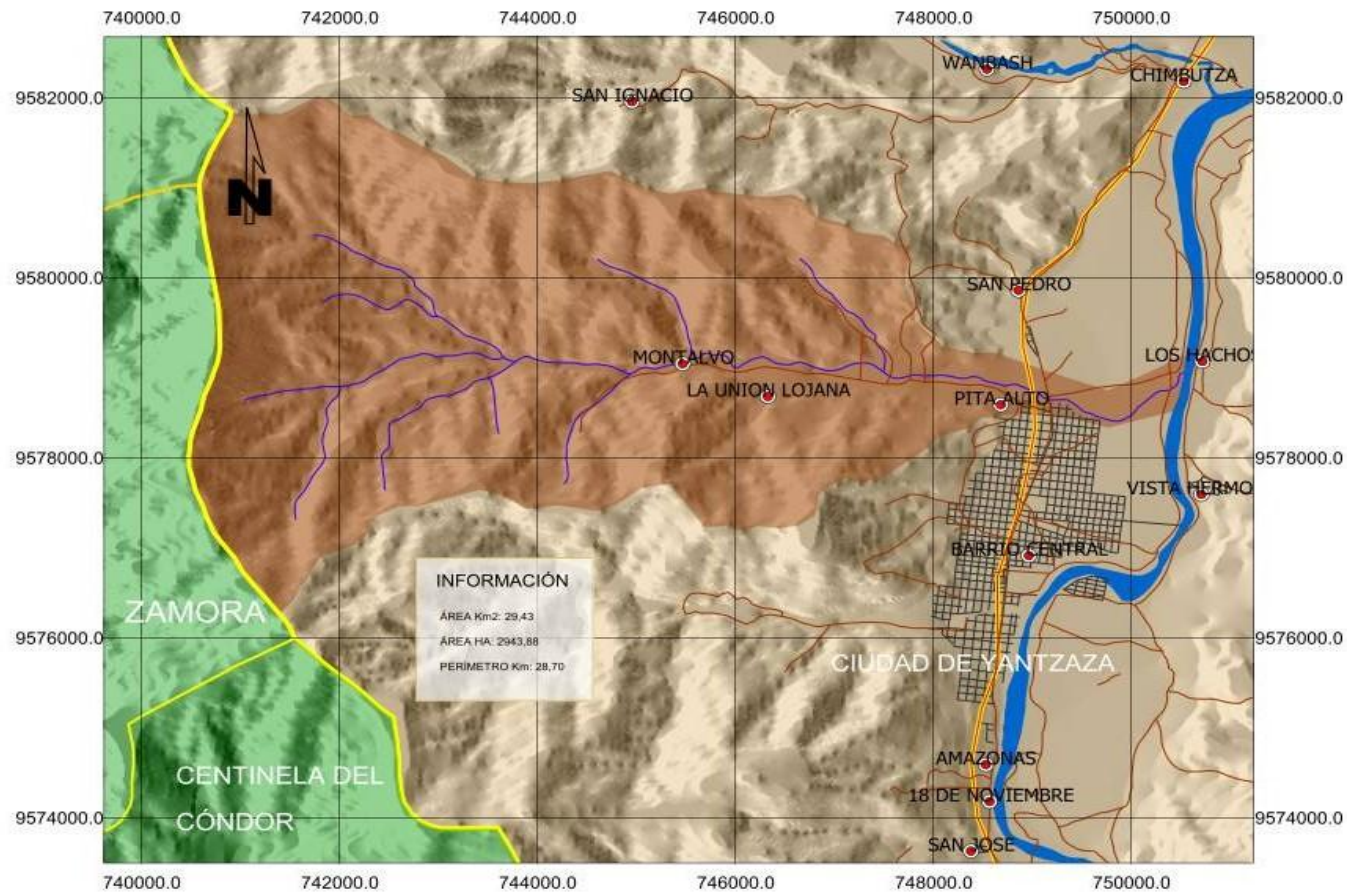 740000.0 742000.0 744000.0 746000.0 748000.0 750000.0
WANBASH
CHIMBUTZA
SAN IGNACIO
9582000.0 9582000.0
N
9580000.0 9580000.0
SAN PEDRO
MONTALVO
LOS HACHOS
LA UNION LOJANA
PITA ALTO
9578000.0 9578000.0
VISTA HERMO
BARRIO CENTRAL
INFORMACIÓN
ÁREA Km2: 29,43
ÁREA HA: 2943,88
PERÍMETRO Km: 28,70
ZAMORA
9576000.0 9576000.0
CIUDAD DE YANTZAZA
AMAZONAS
CENTINELA DEL
CÓNDOR
18 DE NOVIEMBRE
9574000.0 9574000.0
SAN JOSE
740000.0 742000.0 744000.0 746000.0 748000.0 750000.0